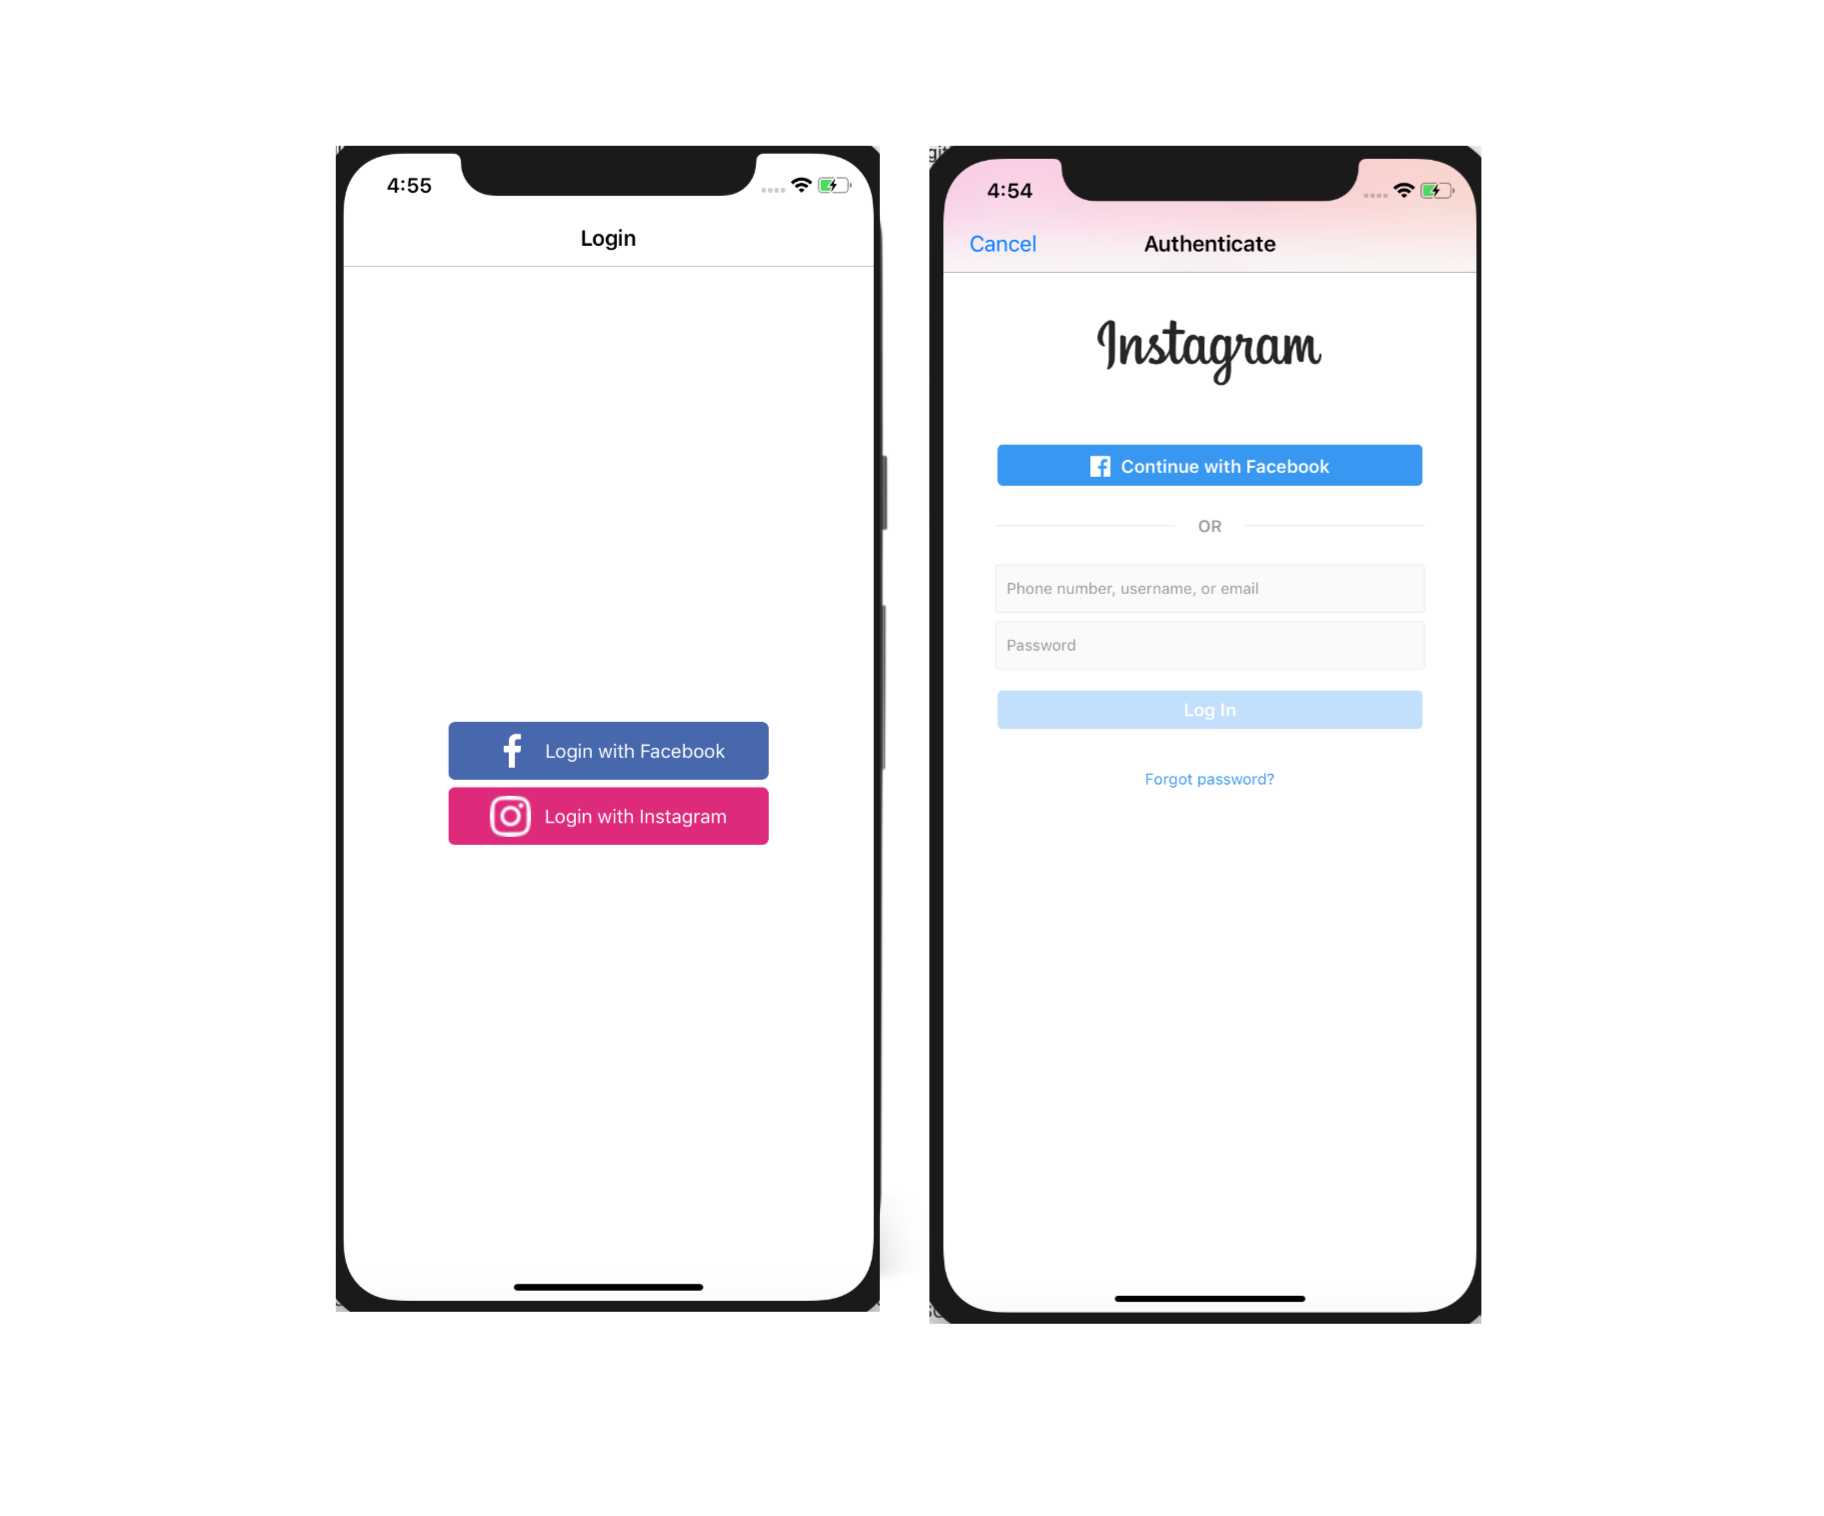 4:55
Login
Login with Facebook
Login with Instagram
4:54
Cancel
Authenticate
Instagram
Continue with Facebook
OR
Phone number, username, or email
Password
Log In
Forgot password?